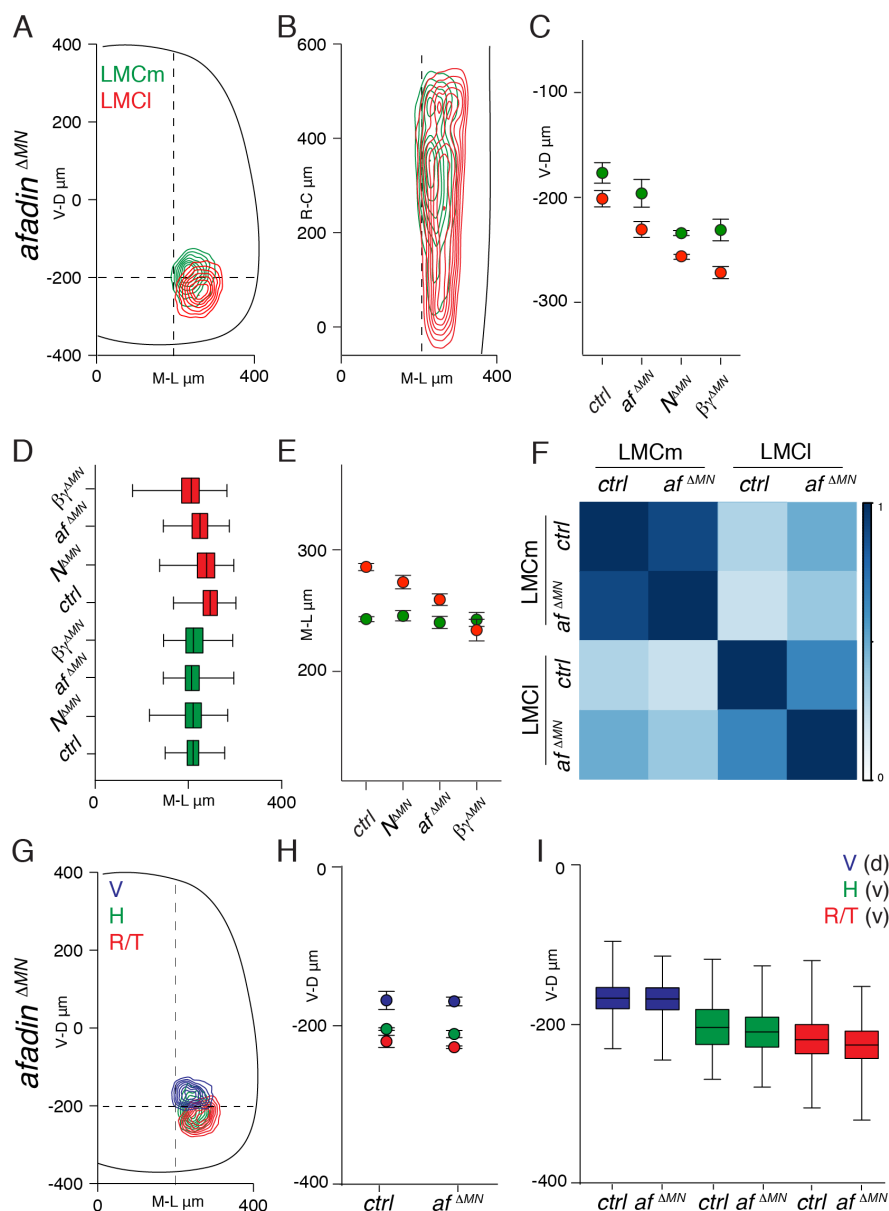 A
afadin ΔMN
V-D µm
400
200
0
-200
-400
LMCm
LMCl
0
400
M-L µm
B
R-C µm
600
400
200
0
0
400
M-L µm
C
V-D µm
-100
-200
-300
ctrl
af ΔMN
NΔMN
βγΔMN
D
βγΔMN
af ΔMN
NΔMN
ctrl
βγΔMN
af ΔMN
NΔMN
ctrl
0
400
M-L µm
E
M-L µm
300
200
ctrl
NΔMN
af ΔMN
βγΔMN
F
LMCm
LMCl
ctrl
af ΔMN
ctrl
af ΔMN
LMCm
ctrl
af ΔMN
LMCl
ctrl
af ΔMN
1
0
G
afadin ΔMN
V-D µm
400
200
0
-200
-400
V
H
R/T
0
400
M-L µm
H
V-D µm
0
-200
-400
ctrl
af ΔMN
I
V-D µm
0
-200
-400
V (d)
H (v)
R/T (v)
ctrl af ΔMN ctrl af ΔMN ctrl af ΔMN